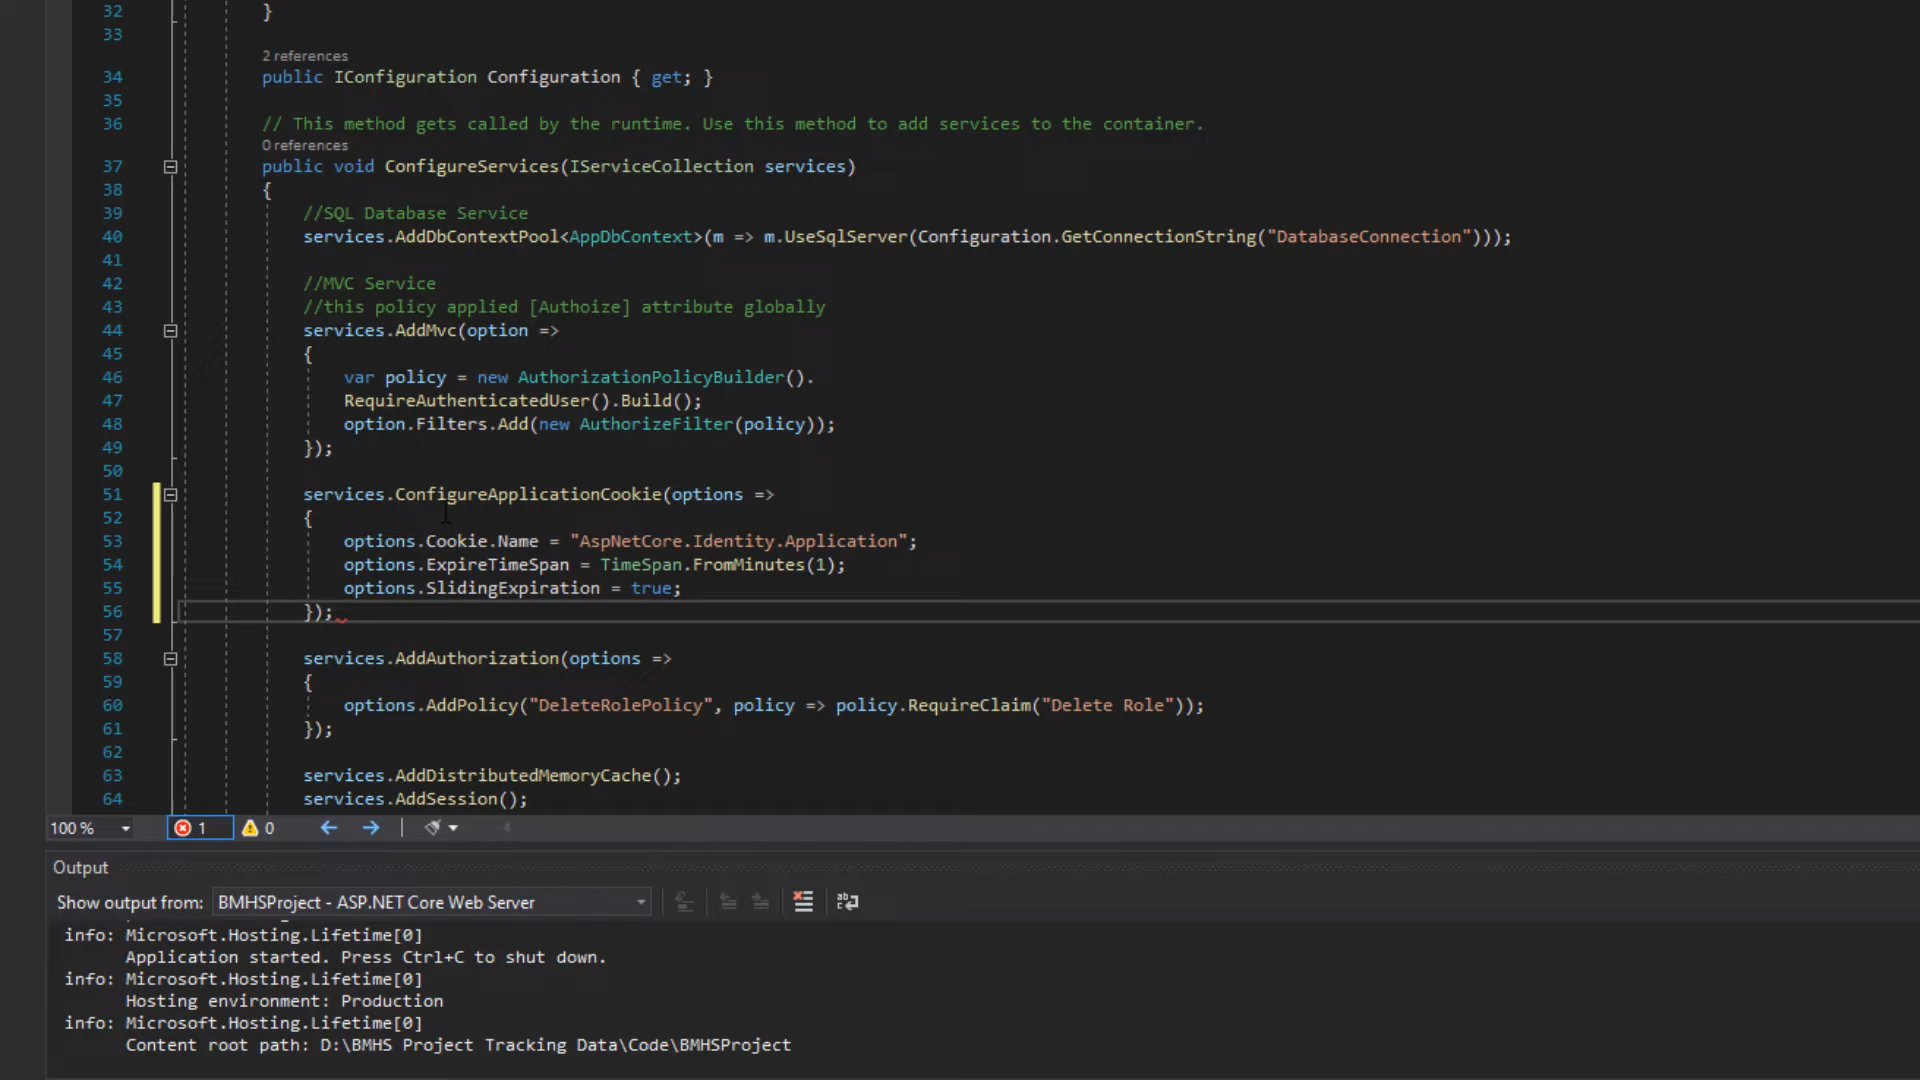 32 }
33
2 references
34 public IConfiguration Configuration { get; }
35
36 // This method gets called by the runtime. Use this method to add services to the container.
0 references
37 public void ConfigureServices(IServiceCollection services)
38 {
39 //SQL Database Service
40 services.AddDbContextPool<AppDbContext>(m => m.UseSqlServer(Configuration.GetConnectionString("DatabaseConnection")));
41
42 //MVC Service
43 //this policy applied [Authoize] attribute globally
44 services.AddMvc(option =>
45 {
46 var policy = new AuthorizationPolicyBuilder().
47 RequireAuthenticatedUser().Build();
48 option.Filters.Add(new AuthorizeFilter(policy));
49 });
50
51 services.ConfigureApplicationCookie(options =>
52 {
53 options.Cookie.Name = "AspNetCore.Identity.Application";
54 options.ExpireTimeSpan = TimeSpan.FromMinutes(1);
55 options.SlidingExpiration = true;
56 });
57
58 services.AddAuthorization(options =>
59 {
60 options.AddPolicy("DeleteRolePolicy", policy => policy.RequireClaim("Delete Role"));
61 });
62
63 services.AddDistributedMemoryCache();
64 services.AddSession();
100 % 1 0
Output
Show output from: BMHSProject - ASP.NET Core Web Server
info: Microsoft.Hosting.Lifetime[0]
Application started. Press Ctrl+C to shut down.
info: Microsoft.Hosting.Lifetime[0]
Hosting environment: Production
info: Microsoft.Hosting.Lifetime[0]
Content root path: D:\BMHS Project Tracking Data\Code\BMHSProject